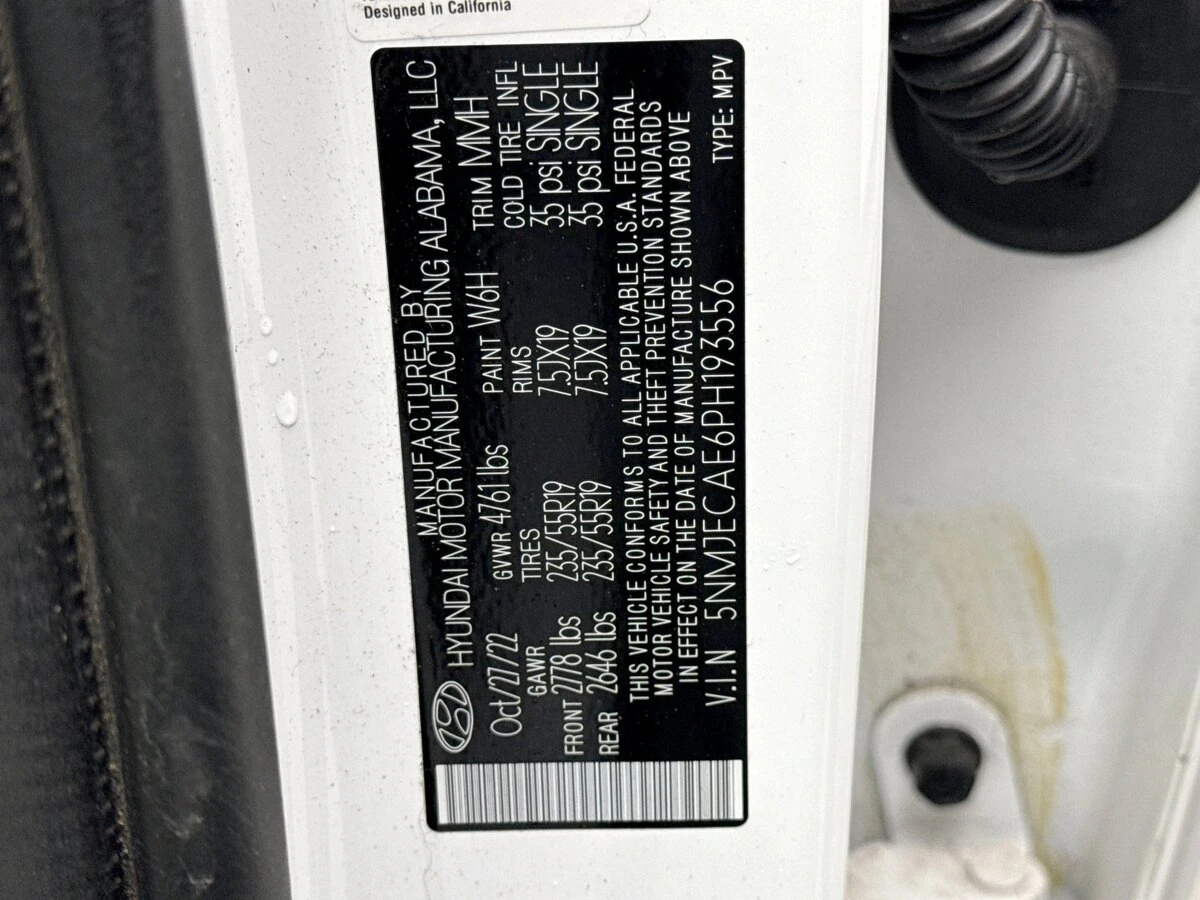 Designed in California
MANUFACTURED BY
HYUNDAI MOTOR MANUFACTURING ALABAMA, LLC
Oct/27/22 GVWR 4761 lbs PAINT W6H TRIM MMH
GAWR TIRES RIMS COLD TIRE INFL
FRONT 2778 lbs 235/55R19 7.5JX19 35 psi SINGLE
REAR 2646 lbs 235/55R19 7.5JX19 35 psi SINGLE
THIS VEHICLE CONFORMS TO ALL APPLICABLE U.S.A. FEDERAL
MOTOR VEHICLE SAFETY AND THEFT PREVENTION STANDARDS
IN EFFECT ON THE DATE OF MANUFACTURE SHOWN ABOVE
V.I.N 5NMJECAE6PH193556 TYPE: MPV